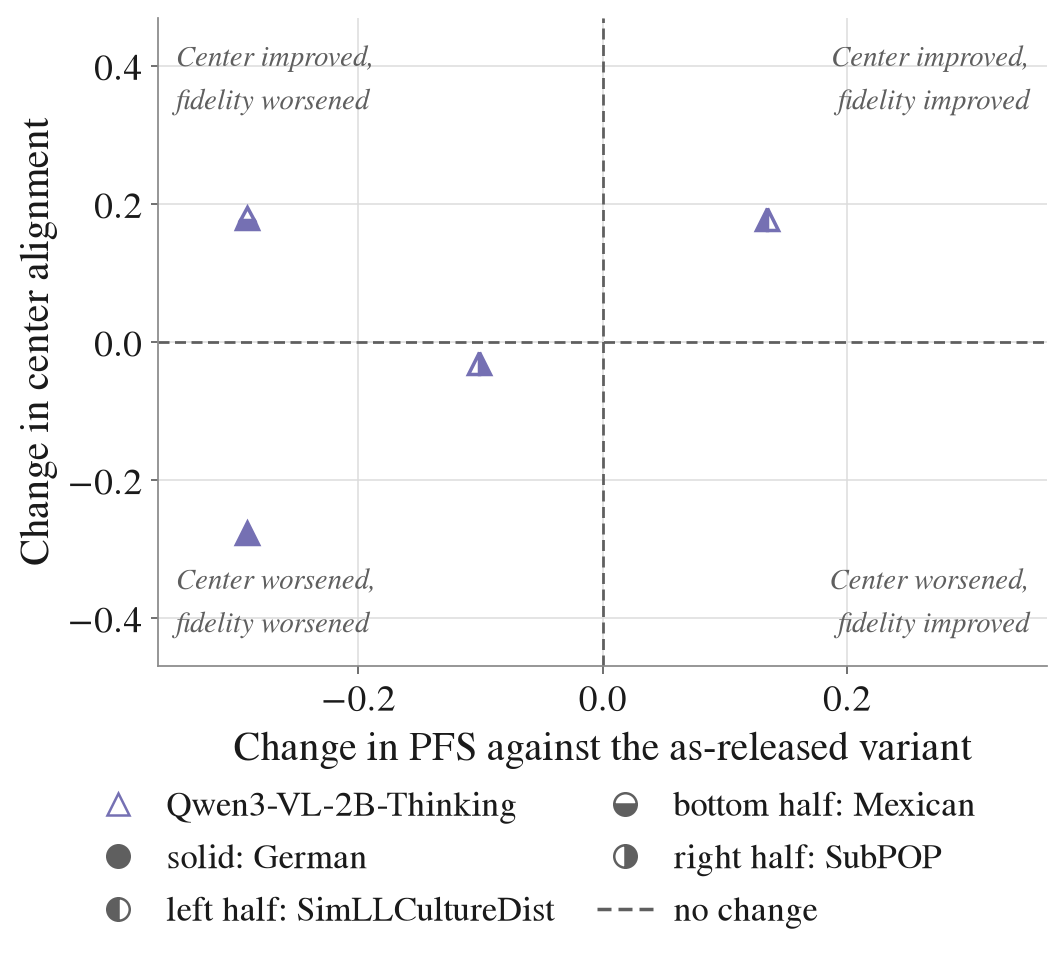 Center improved,
fidelity worsened
Center improved,
fidelity improved
0.4
0.2
0.0
−0.2
−0.4
Change in center alignment
Center worsened,
fidelity worsened
Center worsened,
fidelity improved
−0.2
0.0
0.2
Change in PFS against the as-released variant
Qwen3-VL-2B-Thinking
solid: German
left half: SimLLCultureDist
bottom half: Mexican
right half: SubPOP
no change